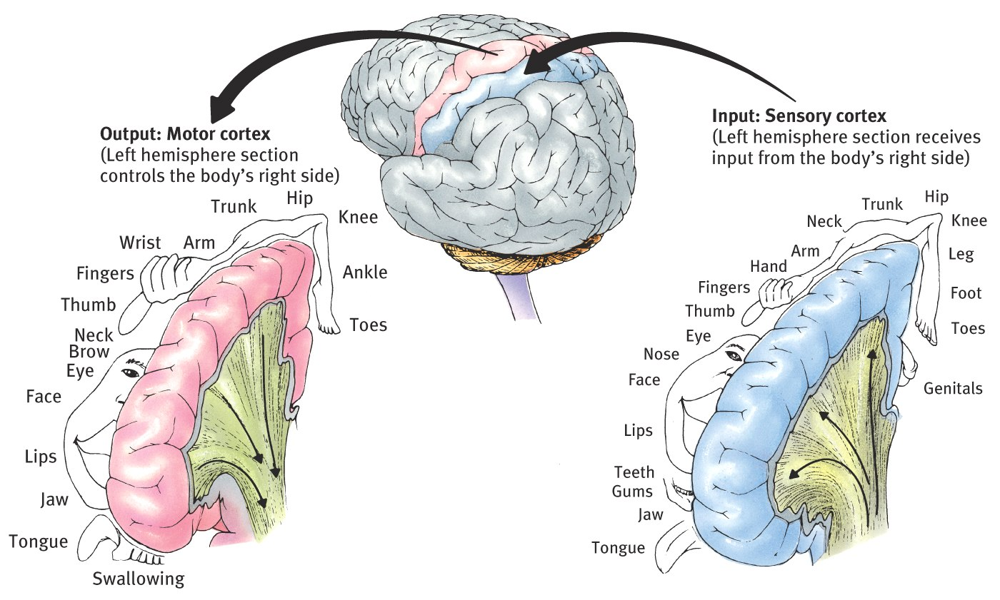 Output: Motor cortex
(Left hemisphere section
controls the body’s right side)
Trunk
Hip
Knee
Wrist
Arm
Fingers
Ankle
Thumb
Toes
Neck
Brow
Eye
Face
Lips
Jaw
Tongue
Swallowing
Input: Sensory cortex
(Left hemisphere section receives
input from the body’s right side)
Trunk
Hip
Neck
Knee
Arm
Leg
Hand
Fingers
Foot
Thumb
Toes
Eye
Nose
Face
Genitals
Lips
Teeth
Gums
Jaw
Tongue